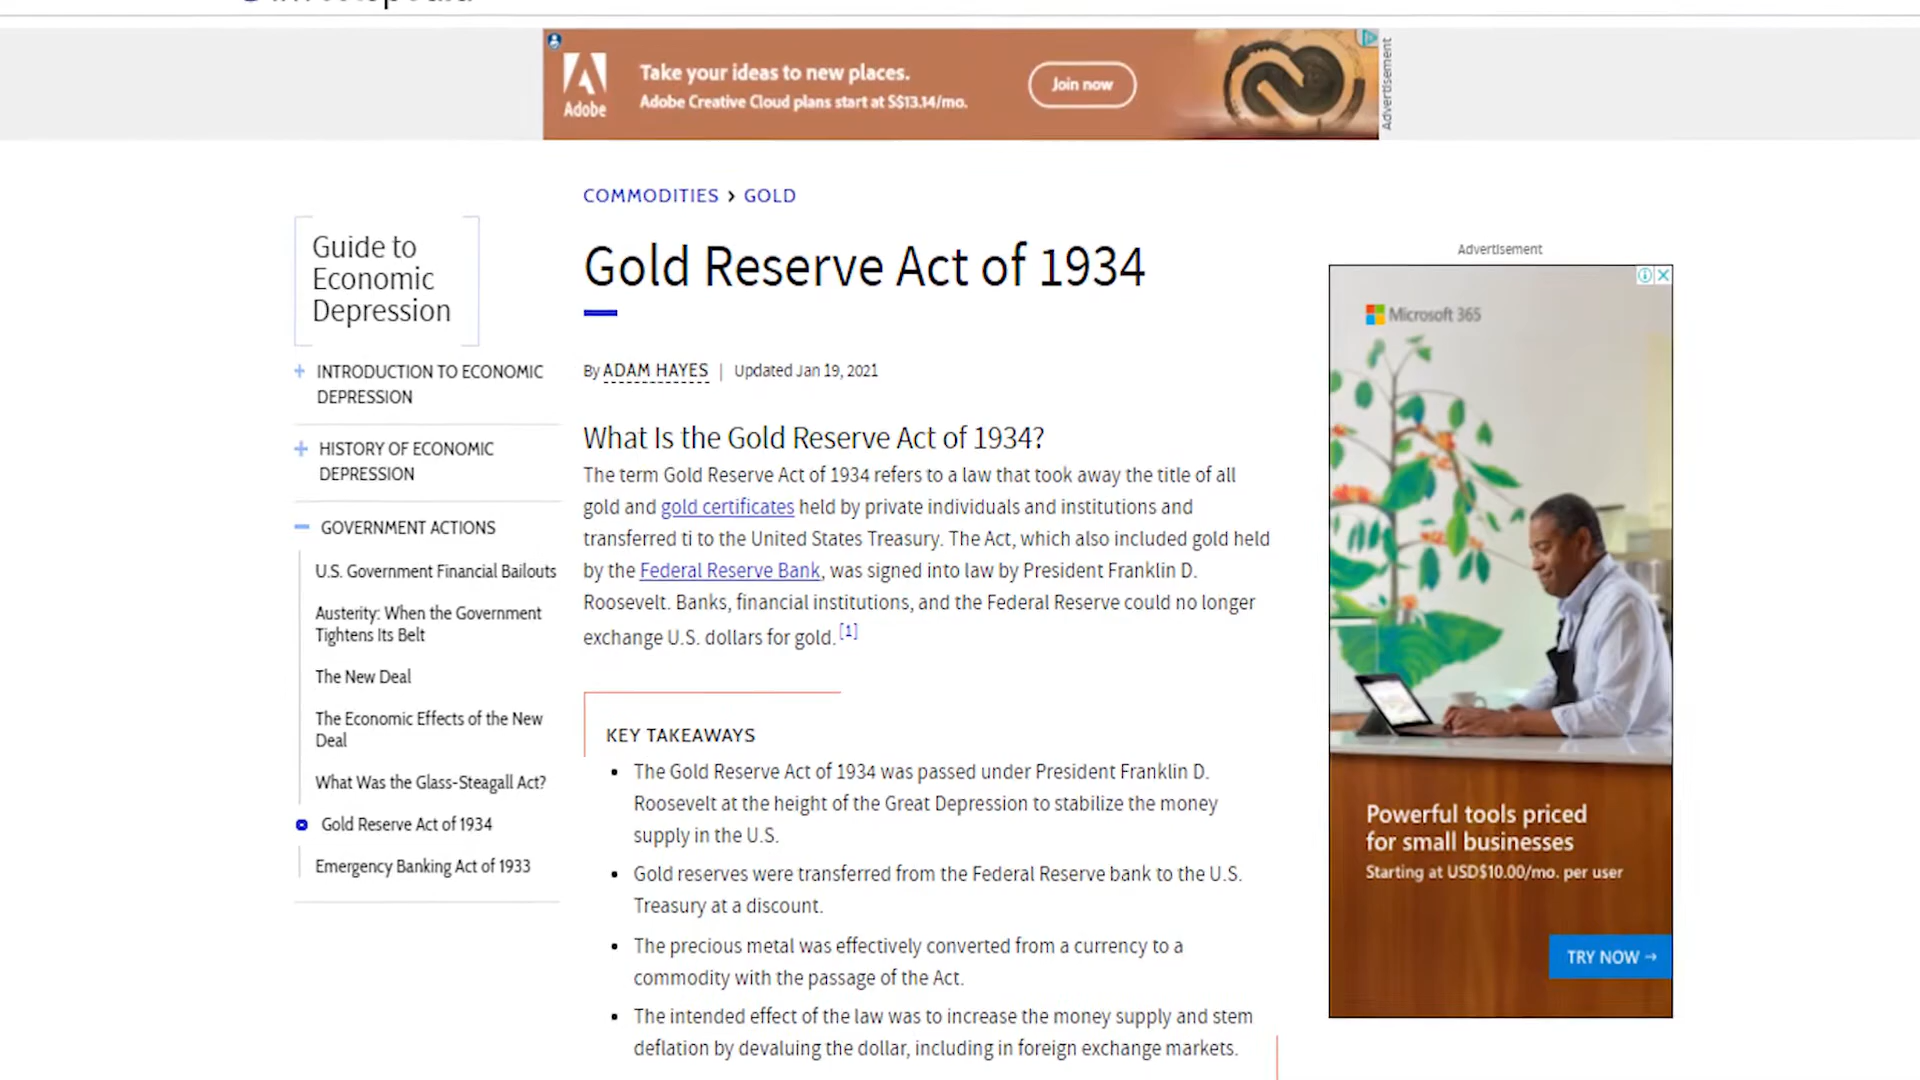 Adobe
Take your ideas to new places.
Adobe Creative Cloud plans start at S$13.14/mo.
Join now
Advertisement
COMMODITIES > GOLD
Guide to
Economic
Depression
+ INTRODUCTION TO ECONOMIC
DEPRESSION
+ HISTORY OF ECONOMIC
DEPRESSION
− GOVERNMENT ACTIONS
U.S. Government Financial Bailouts
Austerity: When the Government
Tightens Its Belt
The New Deal
The Economic Effects of the New
Deal
What Was the Glass-Steagall Act?
Gold Reserve Act of 1934
Emergency Banking Act of 1933
Gold Reserve Act of 1934
By ADAM HAYES | Updated Jan 19, 2021
What Is the Gold Reserve Act of 1934?
The term Gold Reserve Act of 1934 refers to a law that took away the title of all
gold and gold certificates held by private individuals and institutions and
transferred ti to the United States Treasury. The Act, which also included gold held
by the Federal Reserve Bank, was signed into law by President Franklin D.
Roosevelt. Banks, financial institutions, and the Federal Reserve could no longer
exchange U.S. dollars for gold. [1]
KEY TAKEAWAYS
• The Gold Reserve Act of 1934 was passed under President Franklin D.
Roosevelt at the height of the Great Depression to stabilize the money
supply in the U.S.
• Gold reserves were transferred from the Federal Reserve bank to the U.S.
Treasury at a discount.
• The precious metal was effectively converted from a currency to a
commodity with the passage of the Act.
• The intended effect of the law was to increase the money supply and stem
deflation by devaluing the dollar, including in foreign exchange markets.
Advertisement
Microsoft 365
Powerful tools priced
for small businesses
Starting at USD$10.00/mo. per user
TRY NOW →